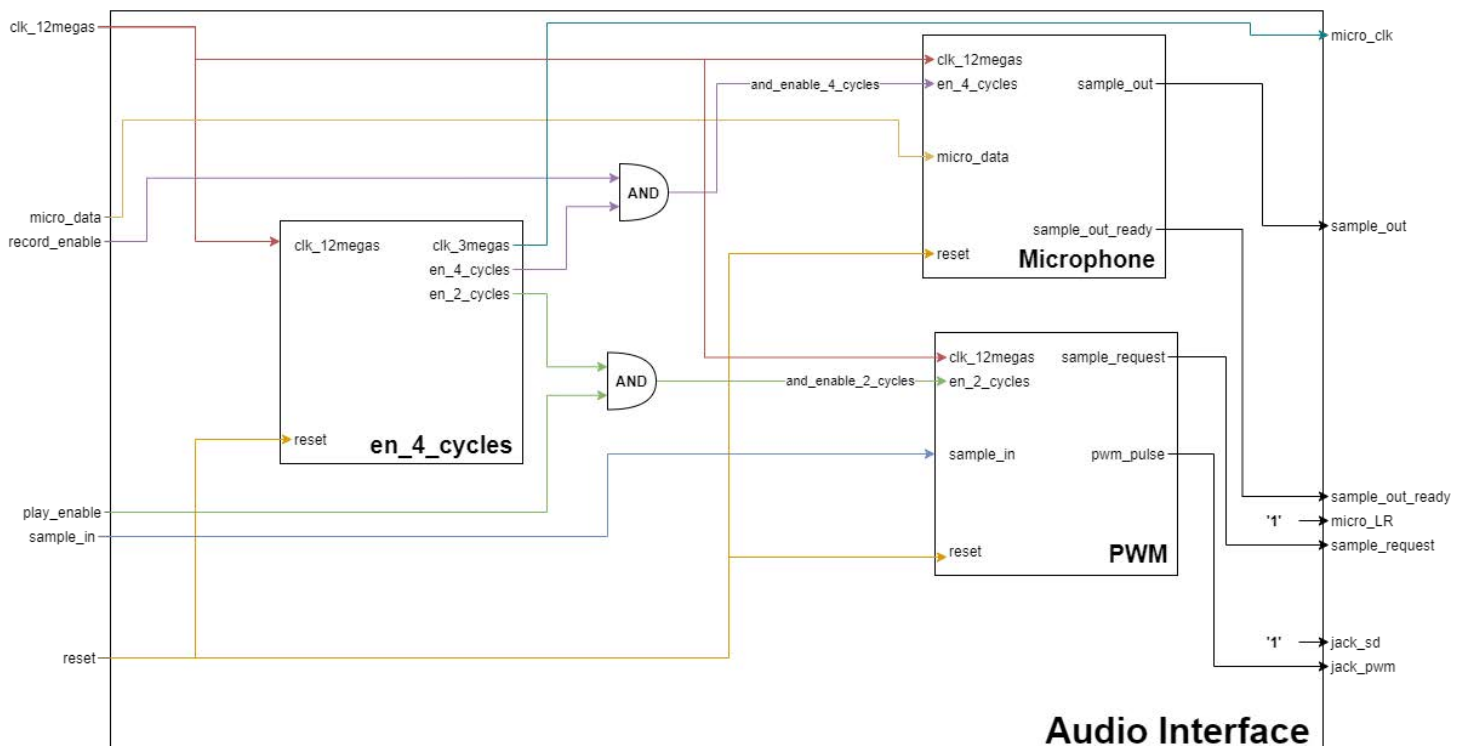 clk_12megas
micro_clk
clk_12megas
and_enable_4_cycles
en_4_cycles
sample_out
micro_data
AND
micro_data
record_enable
sample_out
sample_out_ready
clk_12megas
clk_3megas
reset
Microphone
en_4_cycles
en_2_cycles
clk_12megas
sample_request
AND
and_enable_2_cycles
en_2_cycles
reset
en_4_cycles
sample_in
pwm_pulse
sample_out_ready
play_enable
'1'
micro_LR
sample_in
sample_request
reset
PWM
'1'
jack_sd
reset
jack_pwm
Audio Interface